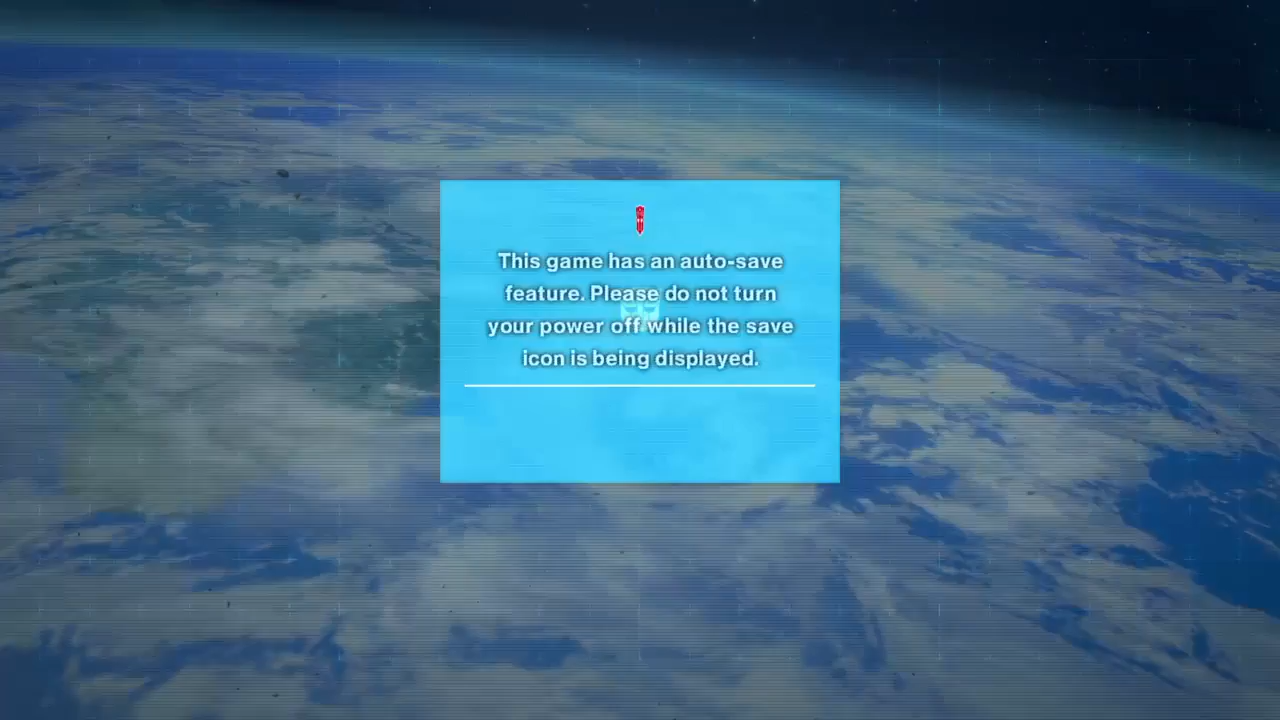 This game has an auto-save
feature. Please do not turn
your power off while the save
icon is being displayed.